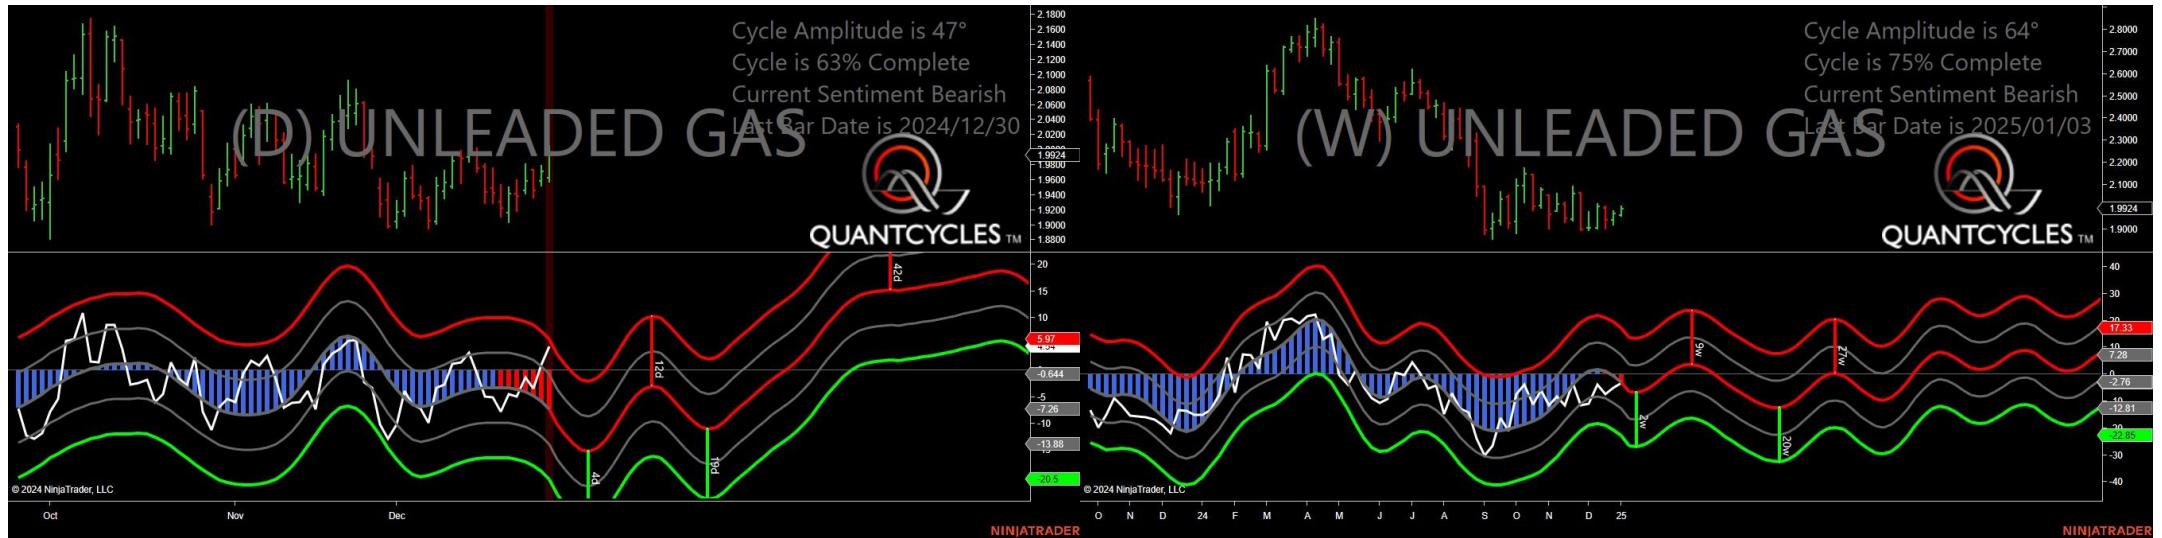 Cycle Amplitude is 47°
Cycle is 63% Complete
Current Sentiment Bearish
Last Bar Date is 2024/12/30
(D) UNLEADED GAS
QUANTCYCLES TM
2.1800
2.1600
2.1400
2.1200
2.1000
2.0800
2.0600
2.0400
2.0200
1.9924
1.9800
1.9600
1.9400
1.9200
1.9000
1.8800
20
15
10
5.97
-0.644
-5
-7.26
-10
-13.88
-20.5
42d
12d
4d
19d
© 2024 NinjaTrader, LLC
Oct Nov Dec
NINJATRADER
Cycle Amplitude is 64°
Cycle is 75% Complete
Current Sentiment Bearish
Last Bar Date is 2025/01/03
(W) UNLEADED GAS
QUANTCYCLES TM
2.8000
2.7000
2.6000
2.5000
2.4000
2.3000
2.2000
2.1000
1.9924
1.9000
40
30
17.33
10
7.28
0
-2.76
-12.81
-22.85
-30
-40
9w
27w
2w
20w
© 2024 NinjaTrader, LLC
O N D 24 F M A M J J A S O N D 25
NINJATRADER